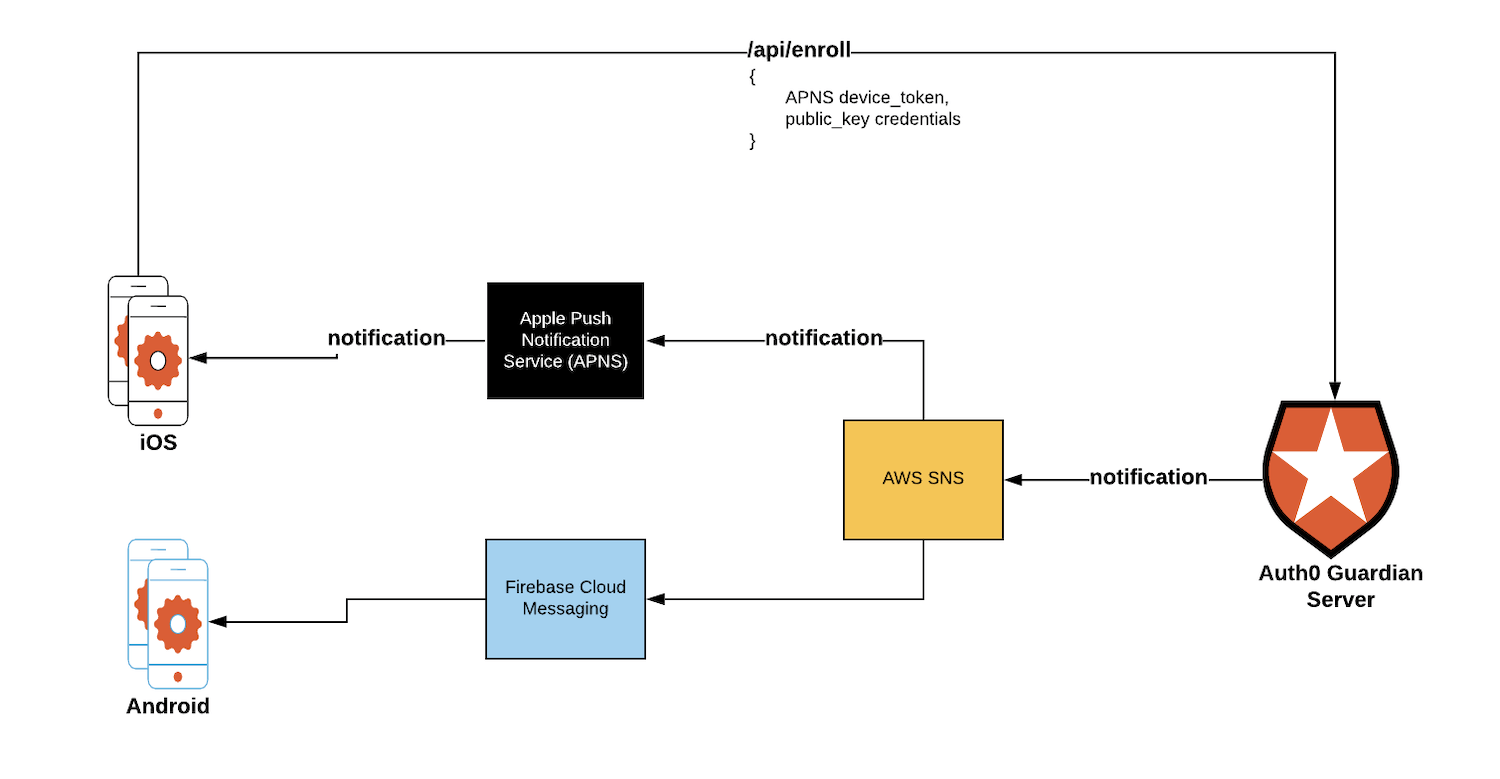 /api/enroll
{
APNS device_token,
public_key credentials
}
Apple Push
Notification
Service (APNS)
notification
notification
iOS
AWS SNS
notification
Firebase Cloud
Messaging
Auth0 Guardian
Server
Android